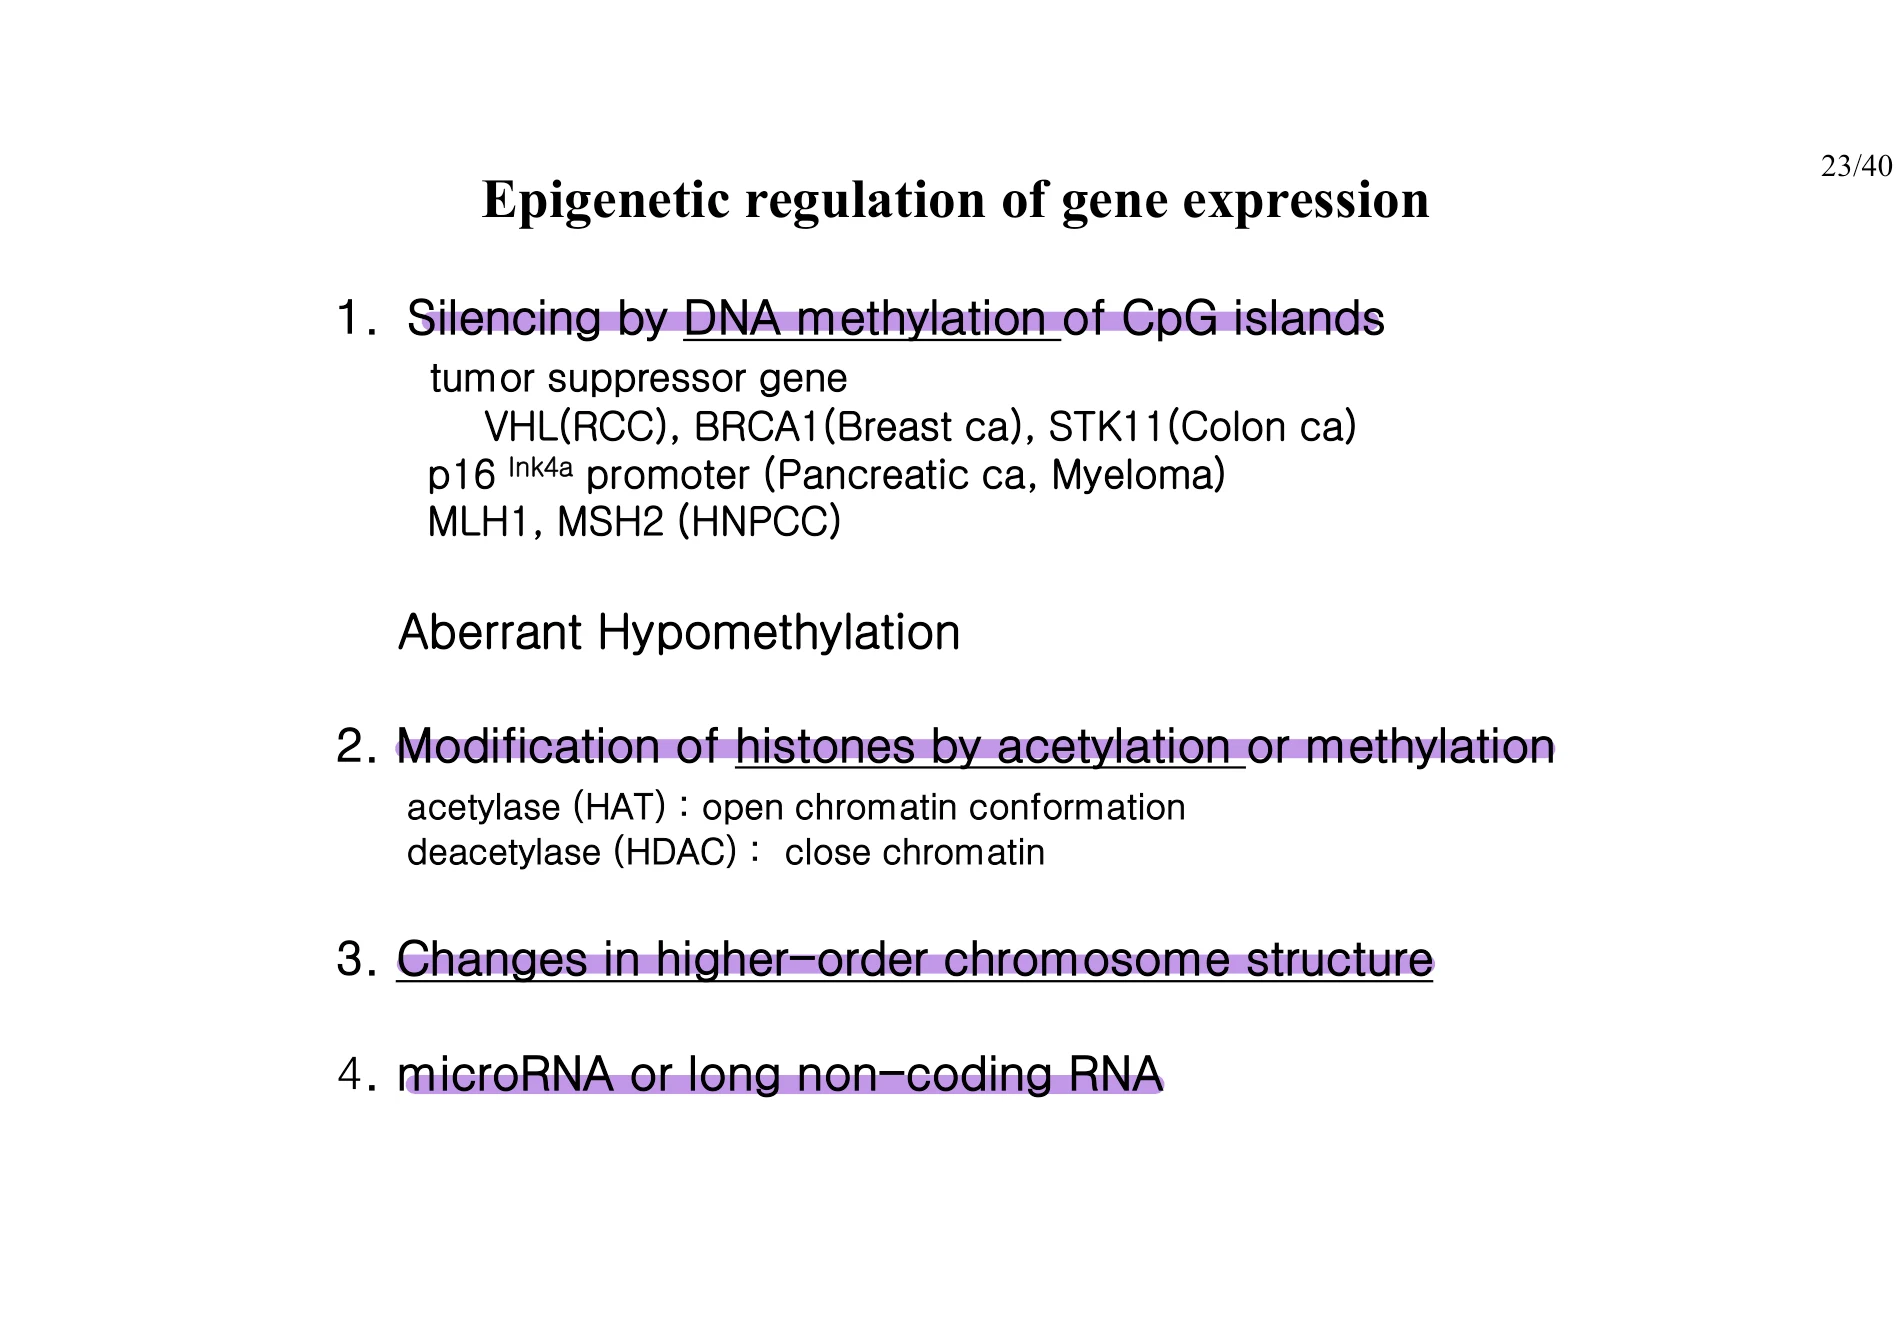 23/40
Epigenetic regulation of gene expression
1. Silencing by DNA methylation of CpG islands
tumor suppressor gene
VHL(RCC), BRCA1(Breast ca), STK11(Colon ca)
p16 Ink4a promoter (Pancreatic ca, Myeloma)
MLH1, MSH2 (HNPCC)
Aberrant Hypomethylation
2. Modification of histones by acetylation or methylation
acetylase (HAT) : open chromatin conformation
deacetylase (HDAC) : close chromatin
3. Changes in higher-order chromosome structure
4. microRNA or long non-coding RNA